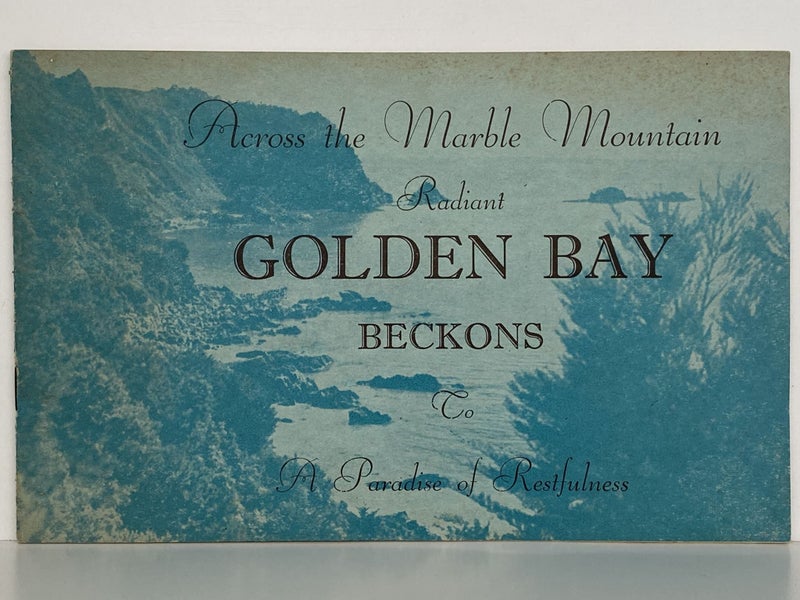 Across the Marble Mountain
Radiant
GOLDEN BAY
BECKONS
To
A Paradise of Restfulness